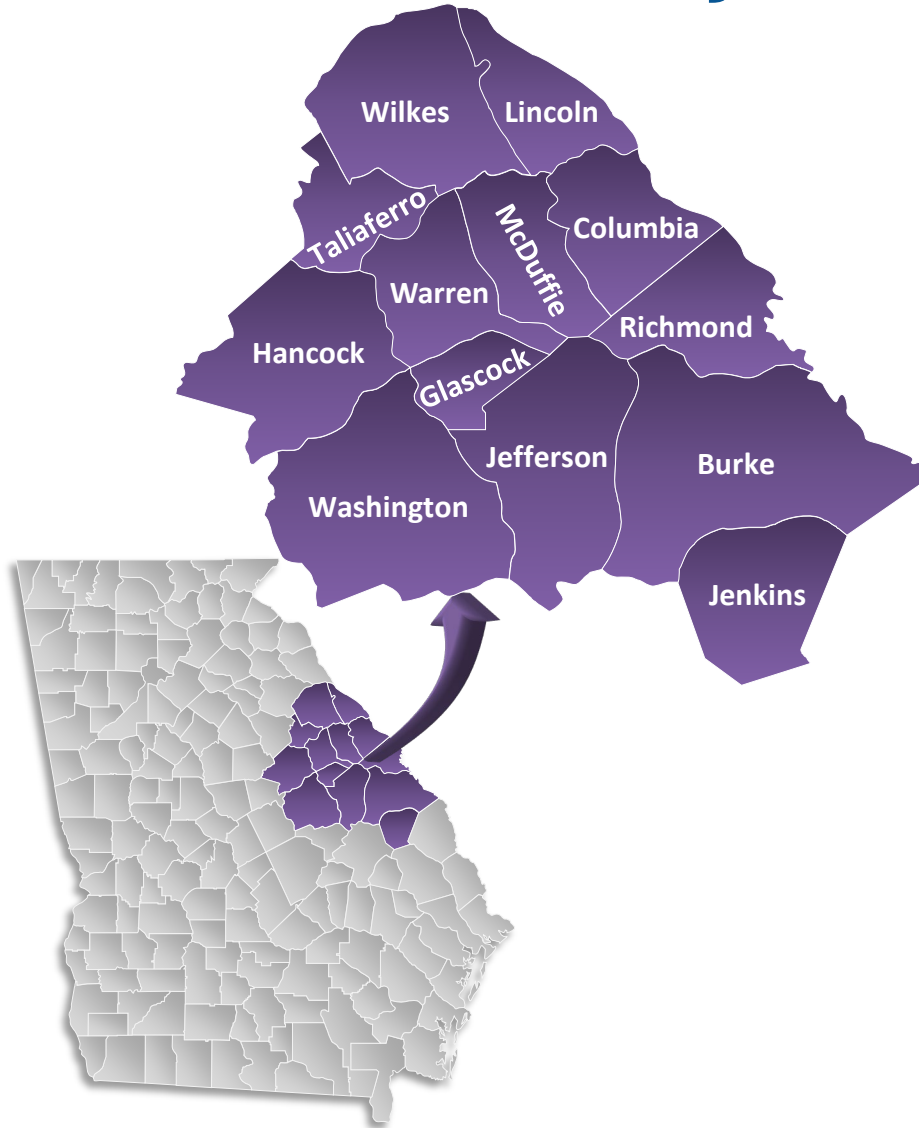 Wilkes
Lincoln
Taliaferro
McDuffie
Columbia
Warren
Richmond
Hancock
Glascock
Jefferson
Burke
Washington
Jenkins